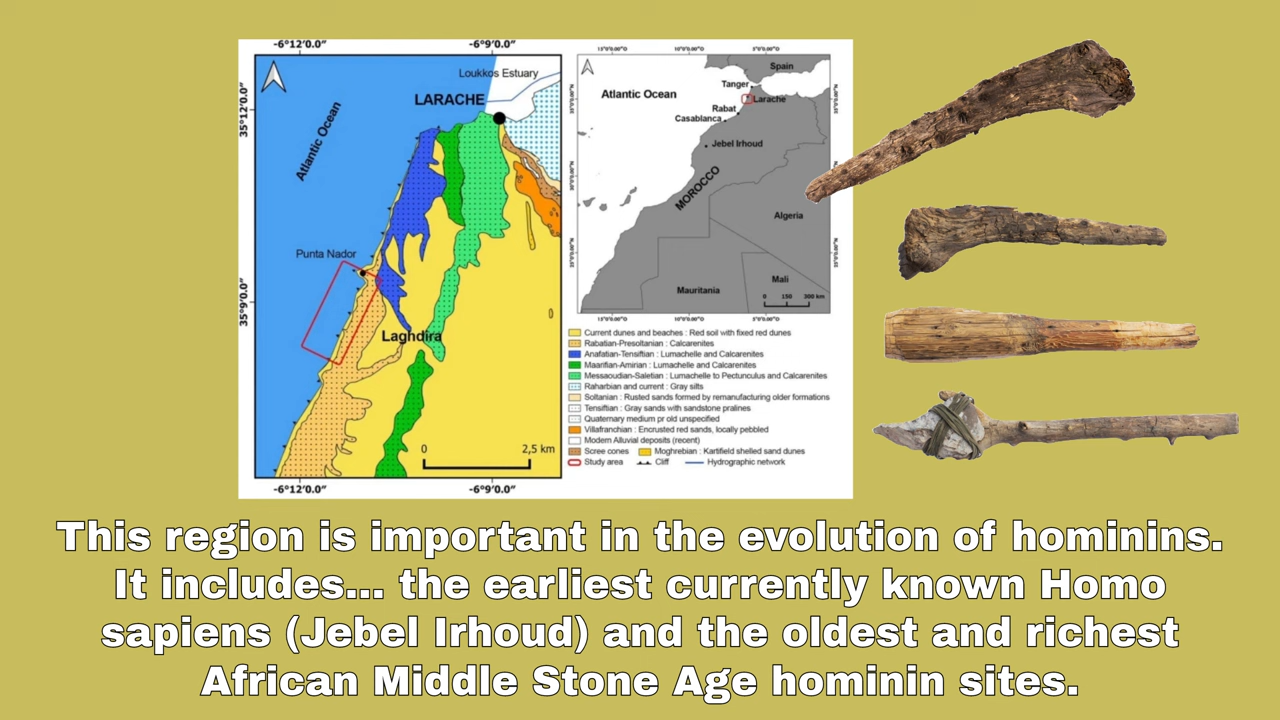 -6°12'0.0"
-6°9'0.0"
Loukkos Estuary
LARACHE
35°12'0.0"
Atlantic Ocean
Punta Nador
35°9'0.0"
Laghdira
0
0
2,5 km
-6°12'0.0"
-6°9'0.0"
Spain
Tanger
Atlantic Ocean
Larache
Rabat
Casablanca
Jebel Irhoud
MOROCCO
Algeria
Mali
Mauritania
0 150 300 km
Current dunes and beaches : Red soil with fixed red dunes
Rabatian-Presoltanian : Calcarenites
Anafatian-Tensiftian : Lumachelle and Calcarenites
Maarifian-Amirian : Lumachelle and Calcarenites
Messaoudian-Saletian : Lumachelle to Pectunculus and Calcarenites
Raharbian and current : Gray silts
Soltanian : Rusted sands formed by remanufacturing older formations
Tensiftian : Gray sands with sandstone pralines
Quaternary medium pr old unspecified
Villafranchian : Encrusted red sands, locally pebbled
Modern Alluvial deposits (recent)
Scree cones Moghrebian : Kartifield shelled sand dunes
Study area Cliff Hydrographic network
This region is important in the evolution of hominins.
It includes... the earliest currently known Homo
sapiens (Jebel Irhoud) and the oldest and richest
African Middle Stone Age hominin sites.